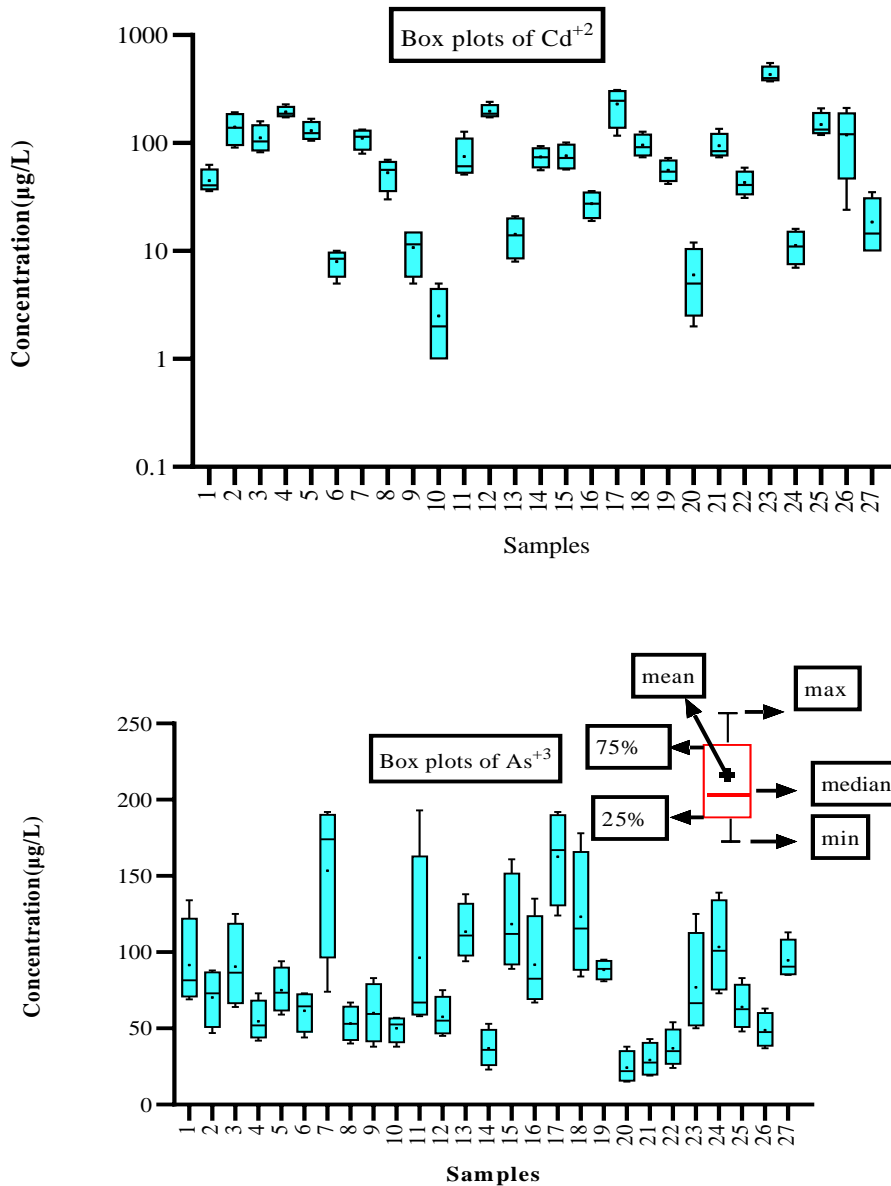 Box plots of Cd+2
Concentration(µg/L)
1000
100
10
1
0.1
1 2 3 4 5 6 7 8 9 10 11 12 13 14 15 16 17 18 19 20 21 22 23 24 25 26 27
Samples
mean
max
75%
Box plots of As+3
median
25%
min
Concentration(µg/L)
250
200
150
100
50
0
1 2 3 4 5 6 7 8 9 10 11 12 13 14 15 16 17 18 19 20 21 22 23 24 25 26 27
Samples